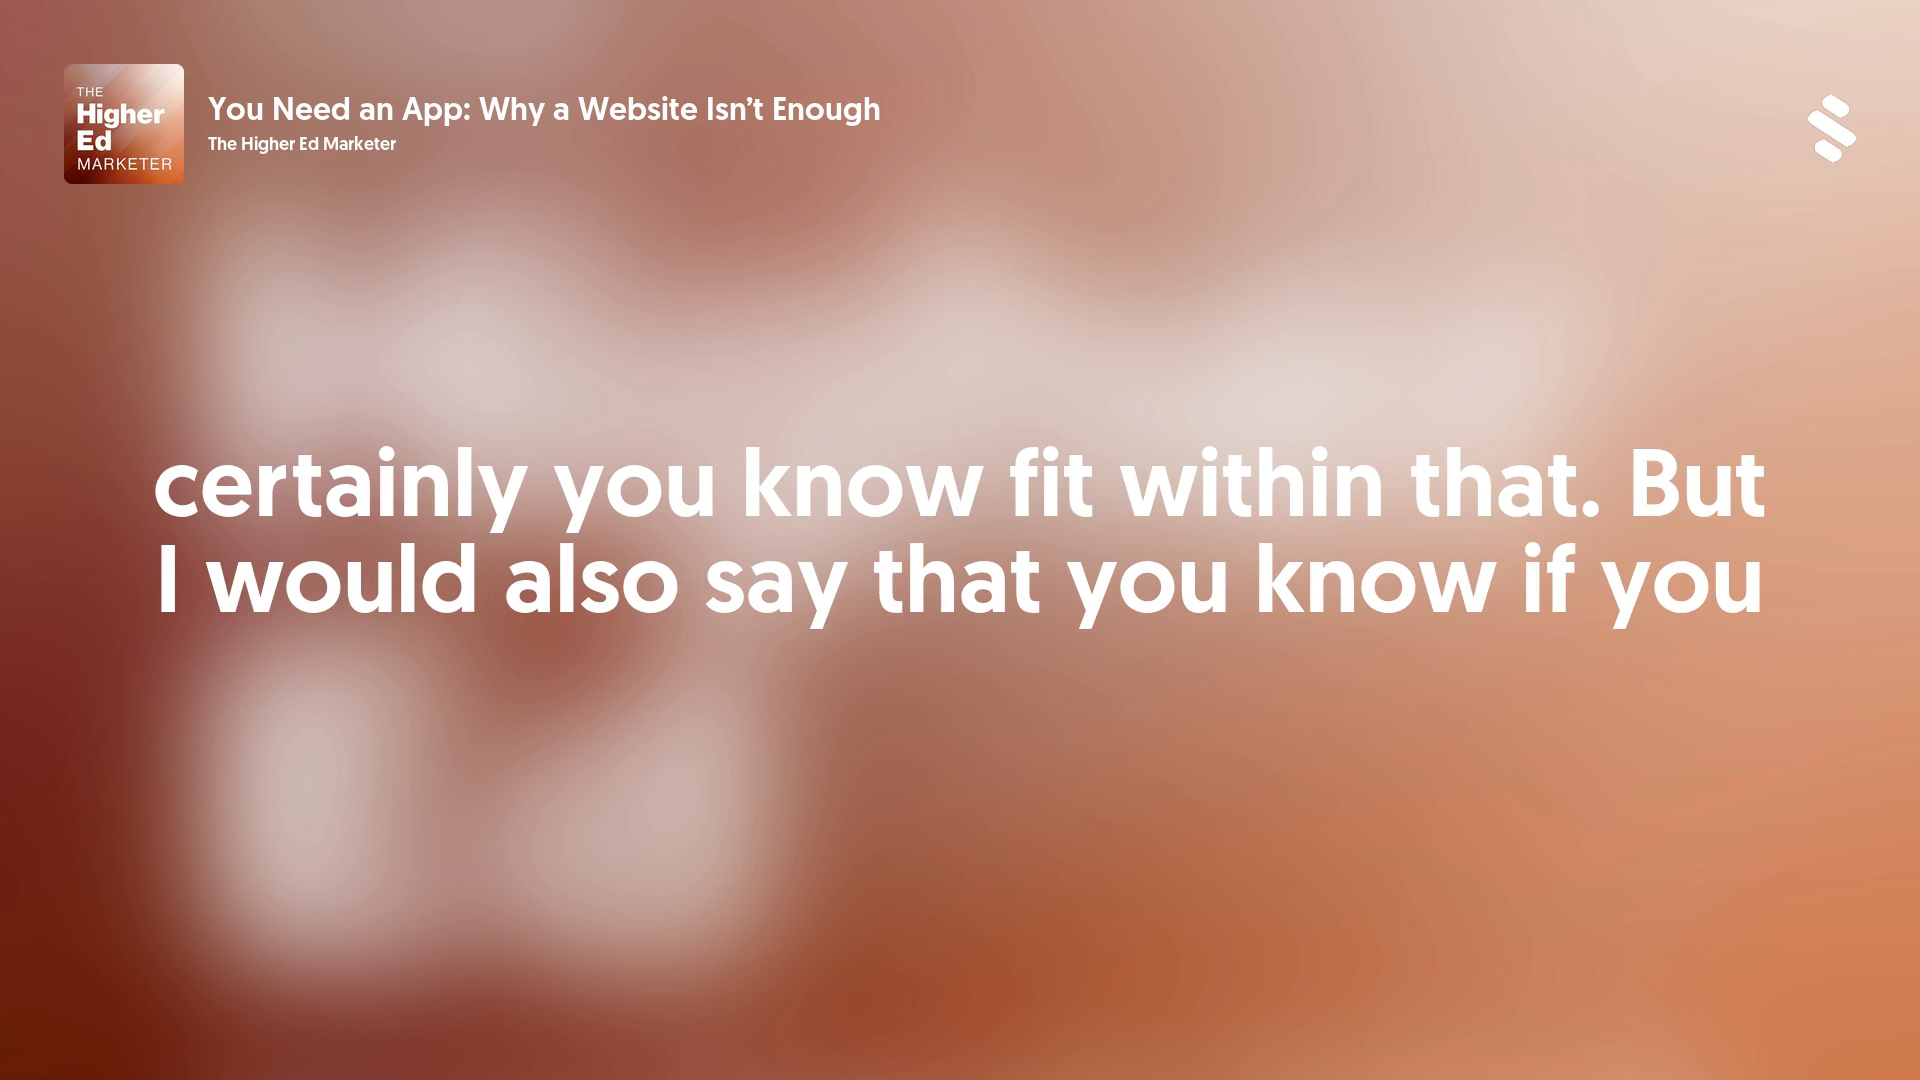 THE
Higher
Ed
MARKETER
You Need an App: Why a Website Isn’t Enough
The Higher Ed Marketer
certainly you know fit within that. But
I would also say that you know if you